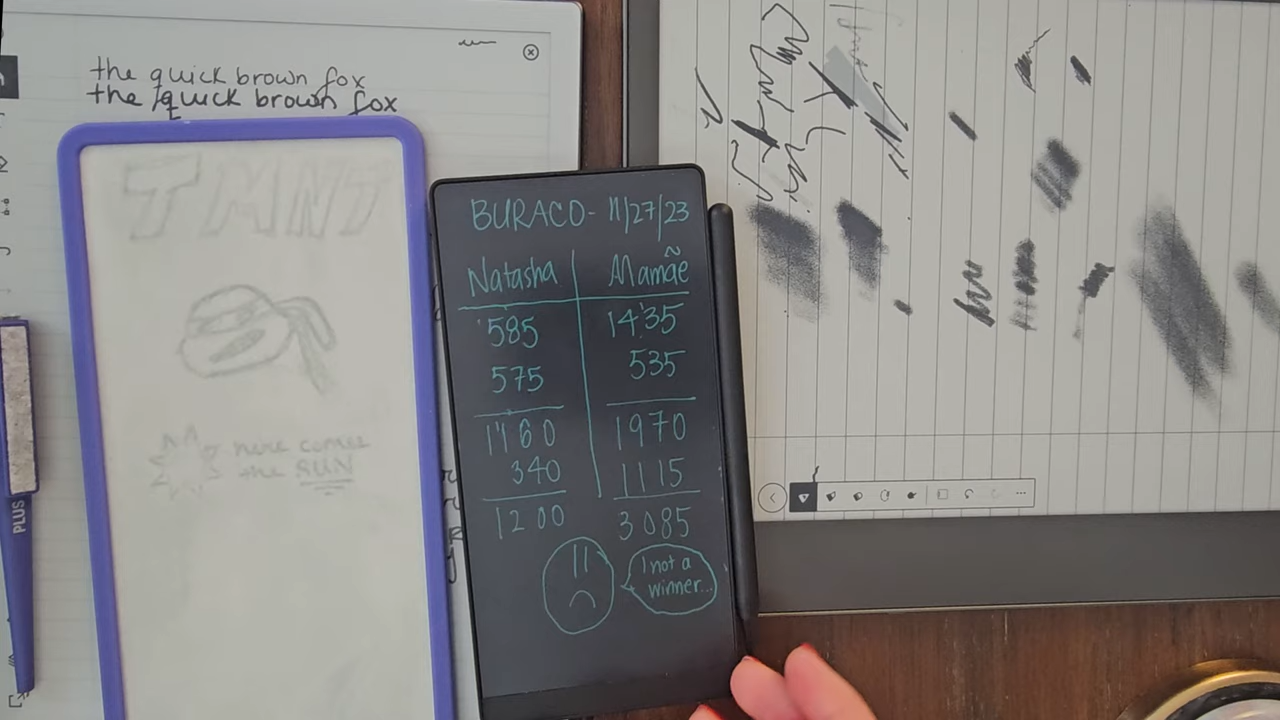 the quick brown fox
the quick brown fox
TMNT
here comes
the SUN
PLUS
BURACO - 11/27/23
Natasha Mamãe
585 1435
575 535
1160 1970
340 1115
1200 3085
I not a
winner...